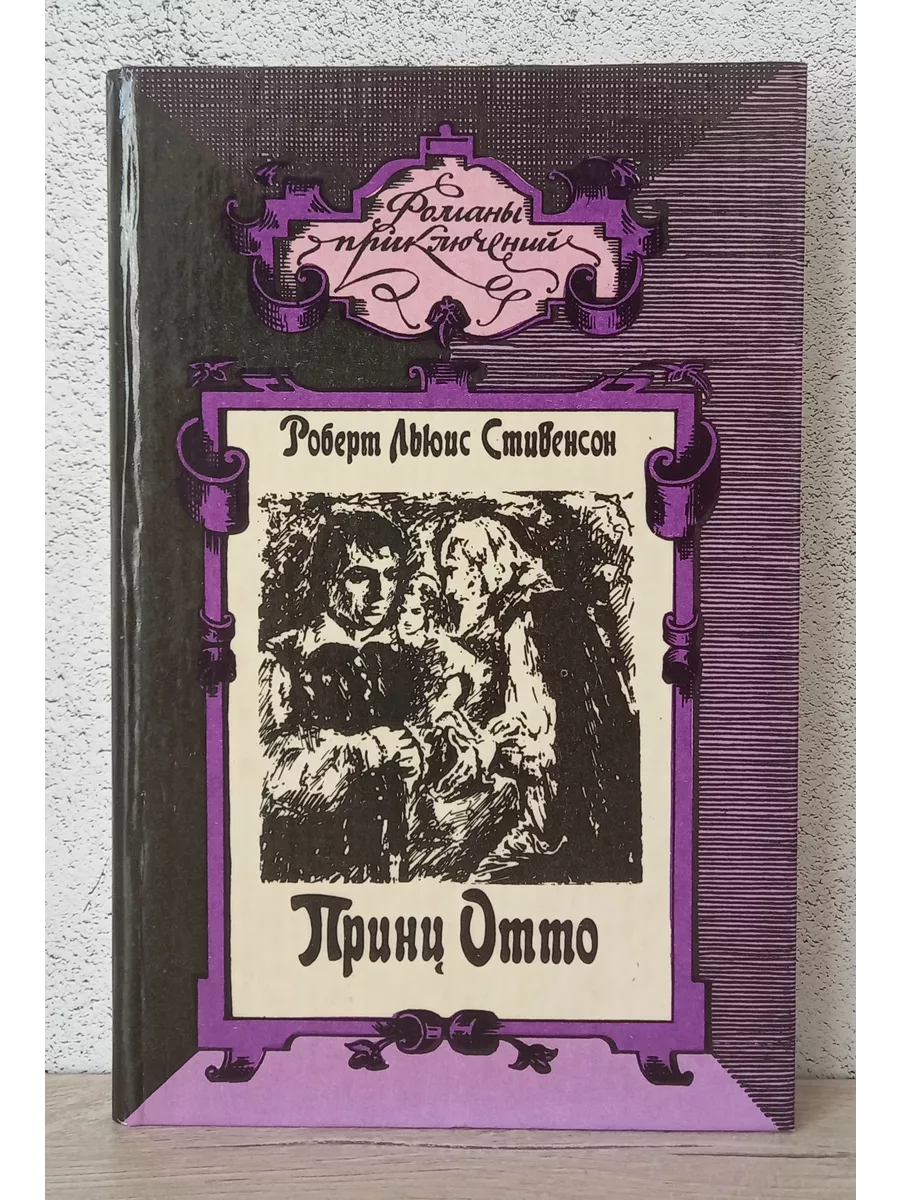 Романы
приключений
Роберт Льюис Стивенсон
Принц Отто